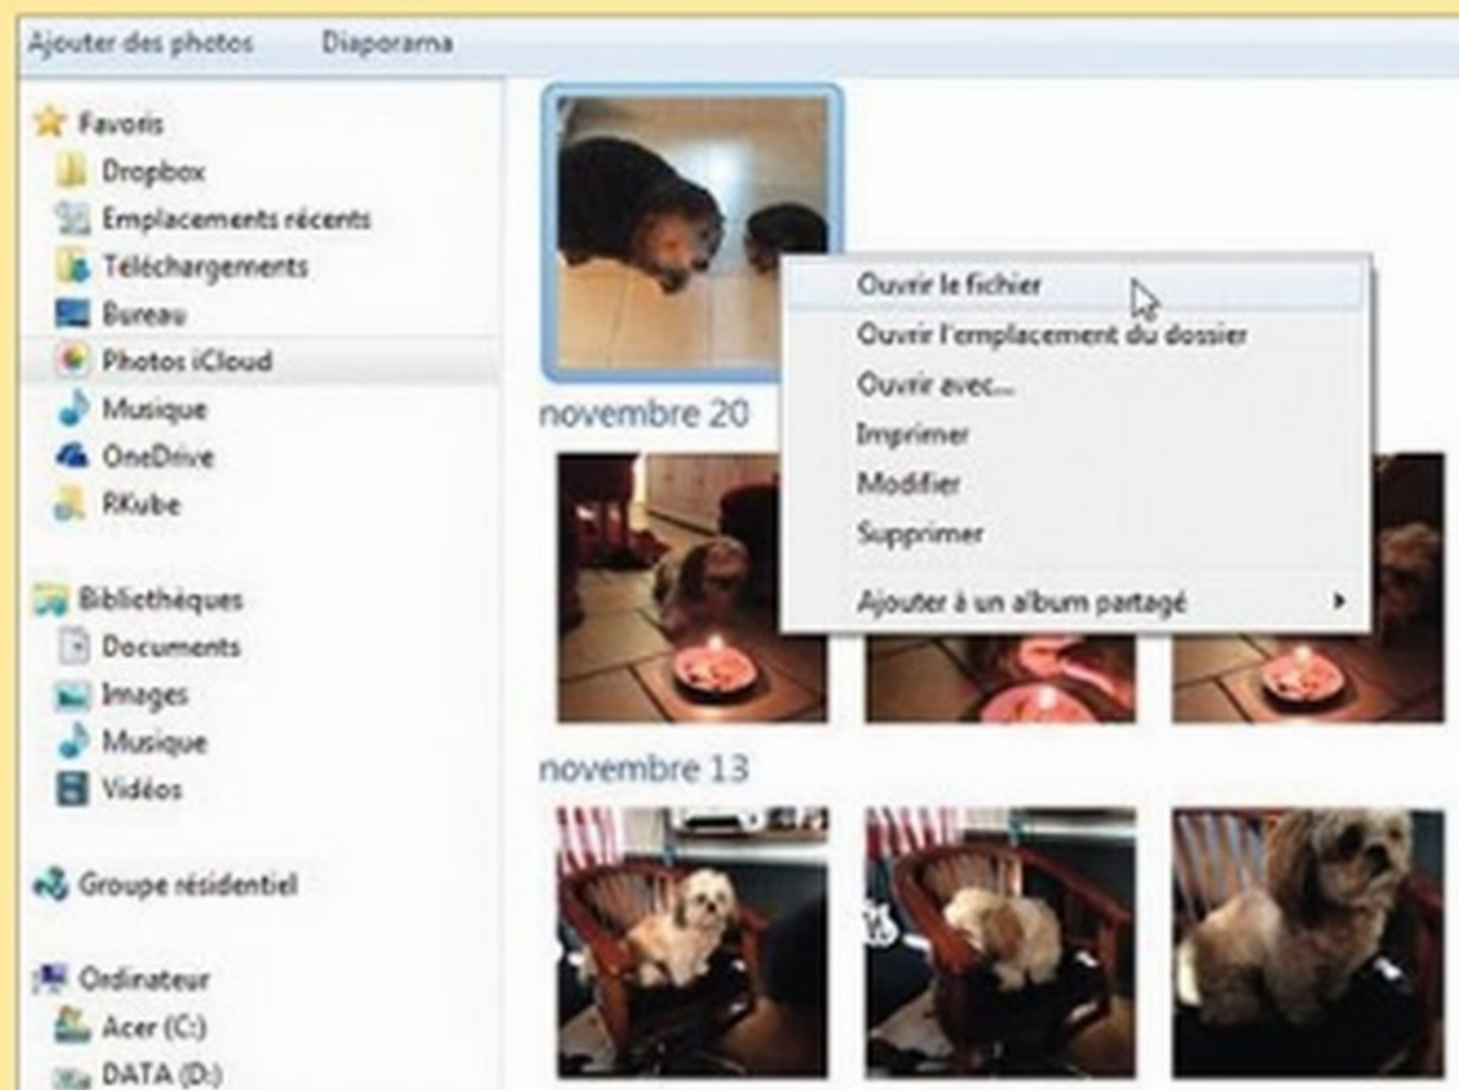 Ajouter des photos Diaporama
Favoris
Dropbox
Emplacements récents
Téléchargements
Bureau
Photos iCloud
Musique
OneDrive
RKube
Bibliothèques
Documents
Images
Musique
Vidéos
Groupe résidentiel
Ordinateur
Acer (C:)
DATA (D:)
Ouvrir le fichier
Ouvrir l'emplacement du dossier
Ouvrir avec...
Imprimer
Modifier
Supprimer
Ajouter à un album partagé
novembre 20
novembre 13